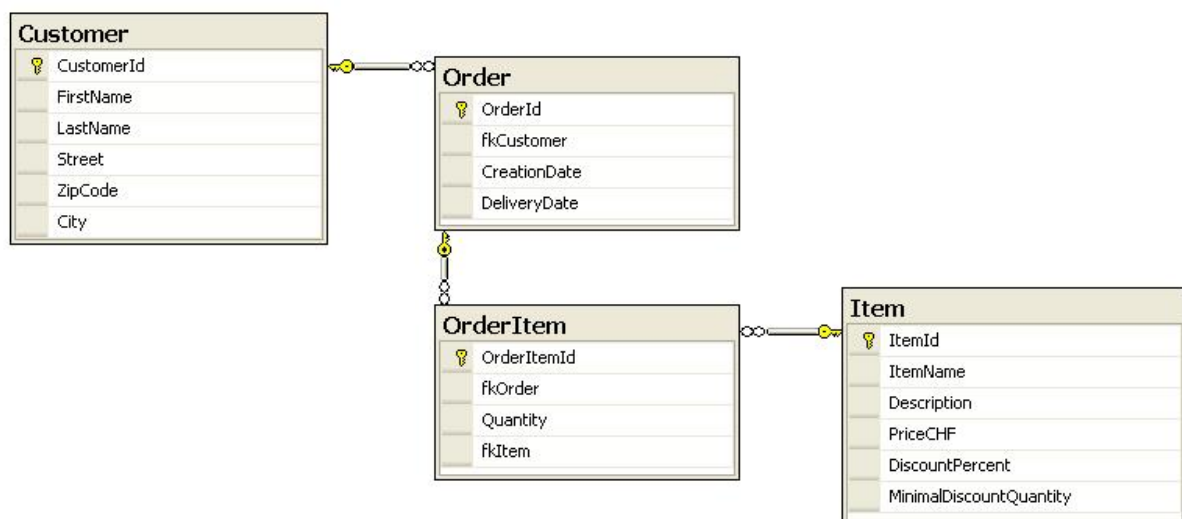 Customer
CustomerId
FirstName
LastName
Street
ZipCode
City
Order
OrderId
fkCustomer
CreationDate
DeliveryDate
OrderItem
OrderItemId
fkOrder
Quantity
fkItem
Item
ItemId
ItemName
Description
PriceCHF
DiscountPercent
MinimalDiscountQuantity